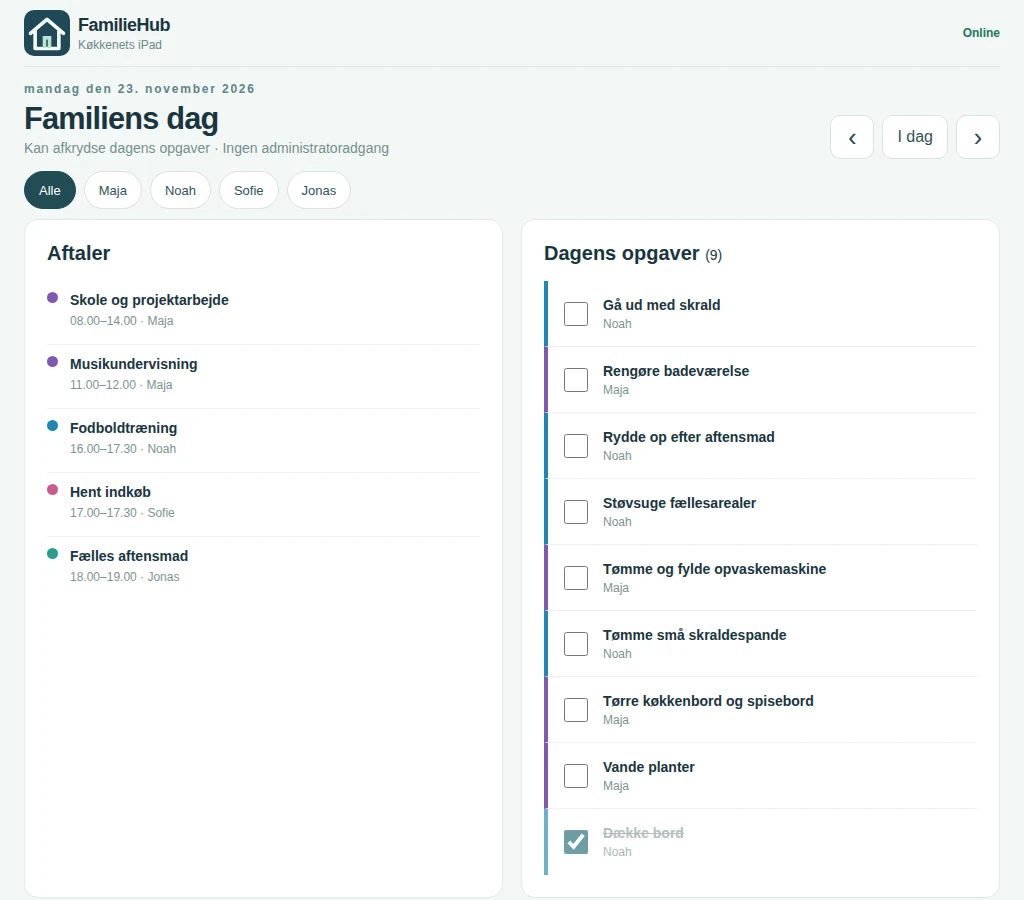 FamilieHub
Køkkenets iPad
Online
mandag den 23. november 2026
Familiens dag
Kan afkrydse dagens opgaver · Ingen administratoradgang
‹
I dag
›
Alle
Maja
Noah
Sofie
Jonas
Aftaler
Skole og projektarbejde
08.00–14.00 · Maja
Musikundervisning
11.00–12.00 · Maja
Fodboldtræning
16.00–17.30 · Noah
Hent indkøb
17.00–17.30 · Sofie
Fælles aftensmad
18.00–19.00 · Jonas
Dagens opgaver (9)
Gå ud med skrald
Noah
Rengøre badeværelse
Maja
Rydde op efter aftensmad
Noah
Støvsuge fællesarealer
Noah
Tømme og fylde opvaskemaskine
Maja
Tømme små skraldespande
Noah
Tørre køkkenbord og spisebord
Maja
Vande planter
Maja
Dække bord
Noah